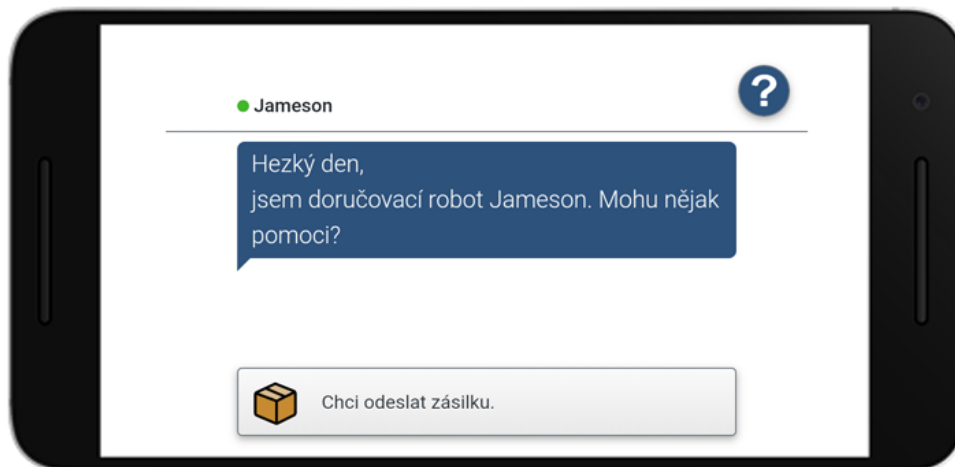 Jameson
?
Hezký den,
jsem doručovací robot Jameson. Mohu nějak
pomoci?
Chci odeslat zásilku.